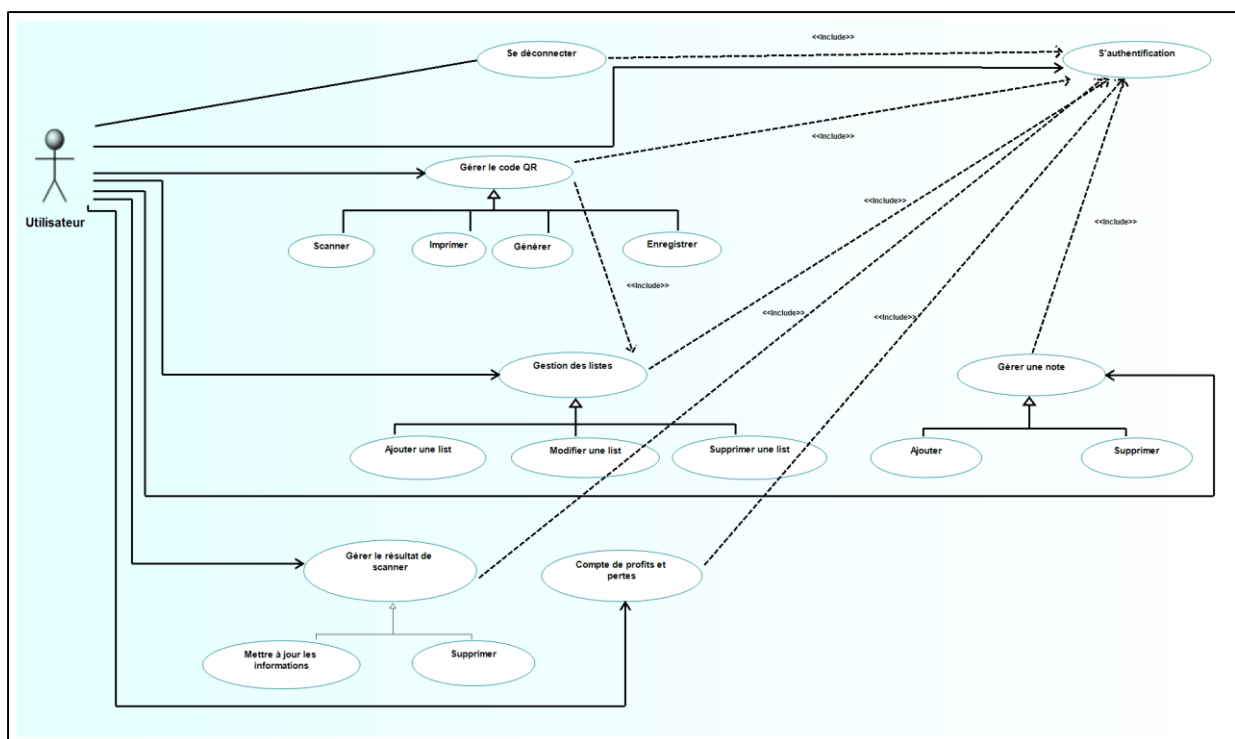 <<Include>>
Se déconnecter
S'authentification
<<Include>>
Gérer le code QR
Utilisateur
<<Include>>
<<Include>>
Scanner
Imprimer
Générer
Enregistrer
<<Include>>
<<Include>>
<<Include>>
Gestion des listes
Gérer une note
Ajouter une list
Modifier une list
Supprimer une list
Ajouter
Supprimer
Gérer le résultat de
scanner
Compte de profits et
pertes
Mettre à jour les
informations
Supprimer